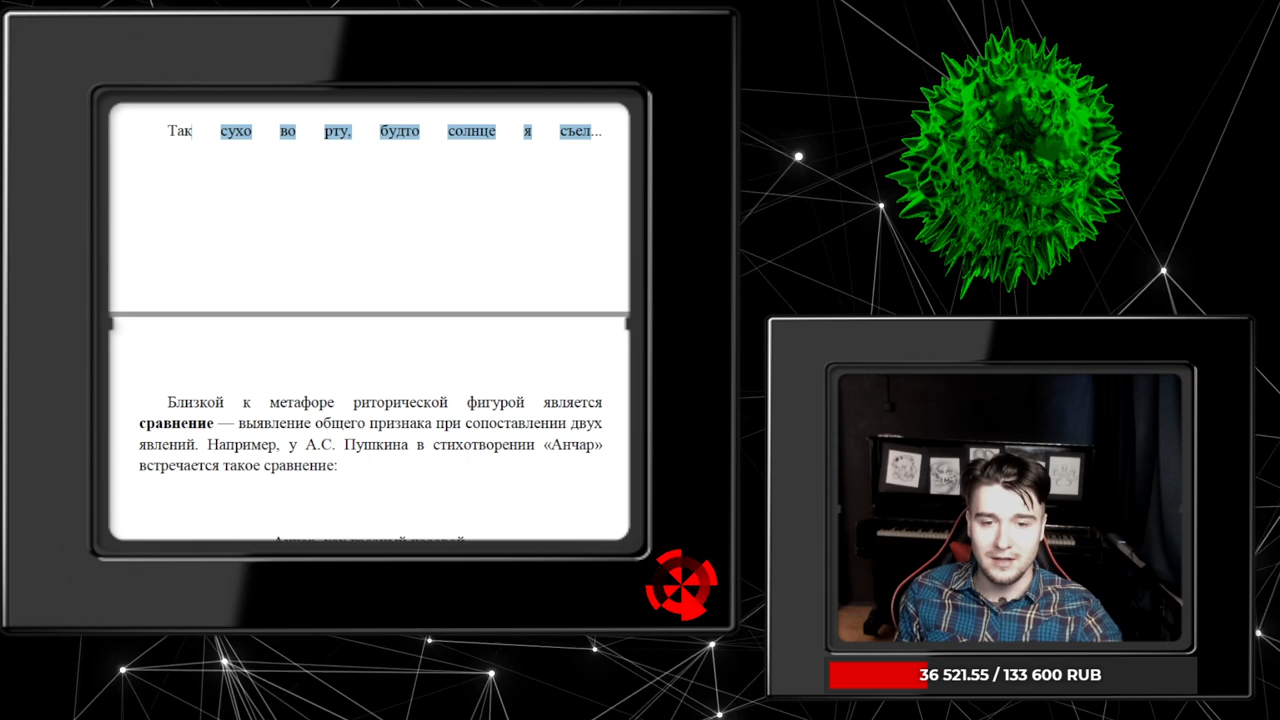 Так сухо во рту, будто солнце я съел...
Близкой к метафоре риторической фигурой является
сравнение — выявление общего признака при сопоставлении двух
явлений. Например, у А.С. Пушкина в стихотворении «Анчар»
встречается такое сравнение:
36 521.55 / 133 600 RUB